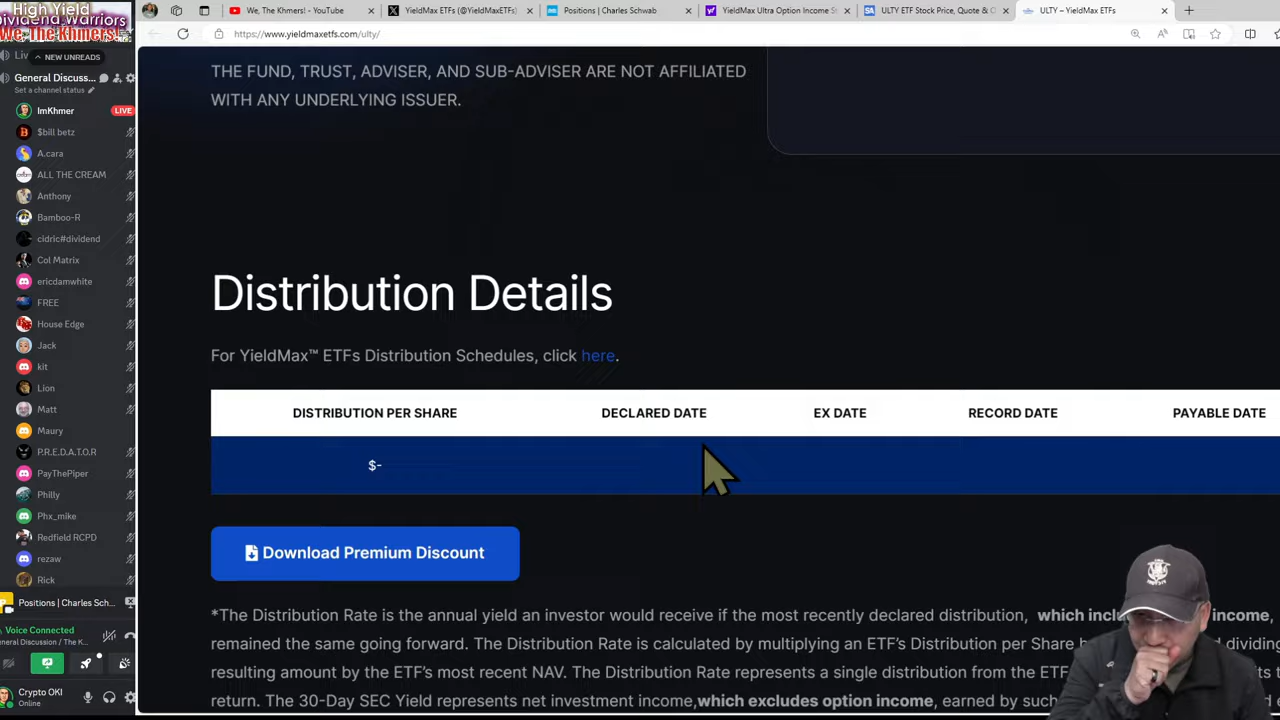 High Yield
Dividend Warriors
We The Khmers!
We, The Khmers! - YouTube
YieldMax ETFs (@YieldMaxETFs)
Positions | Charles Schwab
YieldMax Ultra Option Income S
ULTY ETF Stock Price, Quote &
ULTY – YieldMax ETFs
https://www.yieldmaxetfs.com/ulty/
NEW UNREADS
General Discuss...
Set a channel status
ImKhmer
LIVE
$bill betz
A.cara
ALL THE CREAM
Anthony
Bamboo-R
cidric#dividend
Col Matrix
ericdamwhite
FREE
House Edge
Jack
kit
Lion
Matt
Maury
P.R.E.D.A.T.O.R
PayThePiper
Philly
Phx_mike
Redfield RCPD
rezaw
Rick
Positions | Charles Sch...
Voice Connected
General Discussion / The K...
Crypto OKI
Online
THE FUND, TRUST, ADVISER, AND SUB-ADVISER ARE NOT AFFILIATED
WITH ANY UNDERLYING ISSUER.
Distribution Details
For YieldMax™ ETFs Distribution Schedules, click here.
DISTRIBUTION PER SHARE DECLARED DATE EX DATE RECORD DATE PAYABLE DATE
$-
Download Premium Discount
*The Distribution Rate is the annual yield an investor would receive if the most recently declared distribution, which inclu income,
remained the same going forward. The Distribution Rate is calculated by multiplying an ETF's Distribution per Share dividing
resulting amount by the ETF's most recent NAV. The Distribution Rate represents a single distribution from the ETF
return. The 30-Day SEC Yield represents net investment income,which excludes option income, earned by such